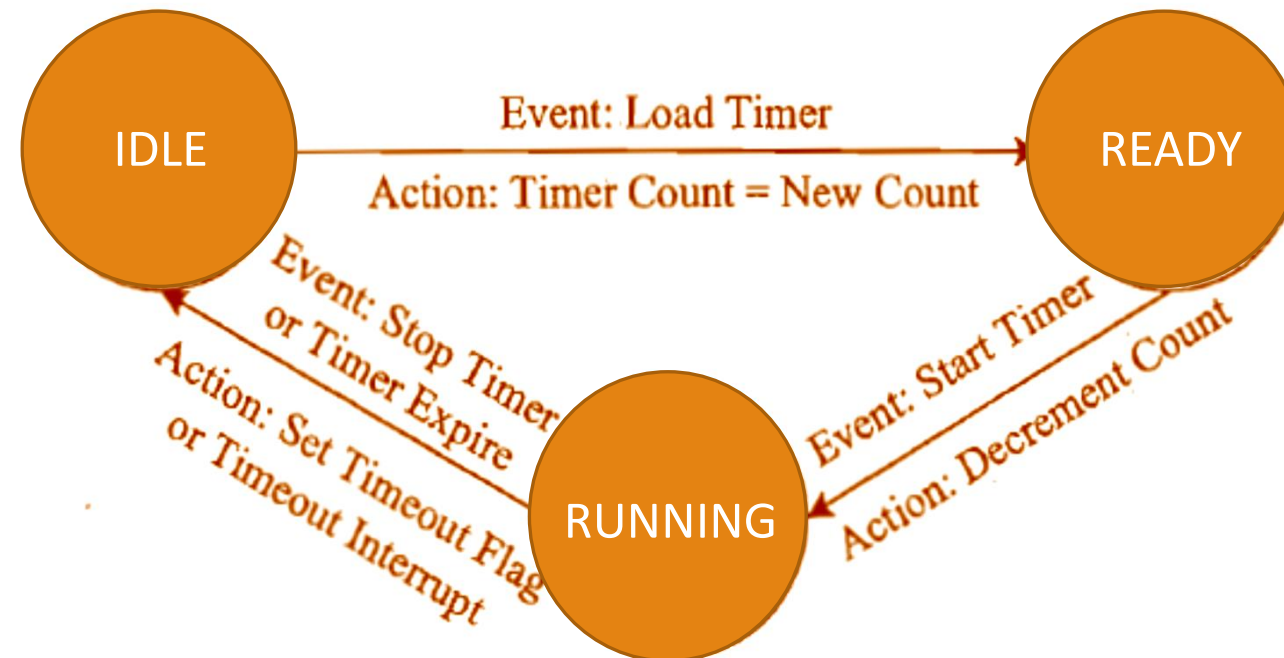 IDLE
Event: Load Timer
Action: Timer Count = New Count
READY
Event: Stop Timer
or Timer Expire
Action: Set Timeout Flag
or Timeout Interrupt
RUNNING
Event: Start Timer
Action: Decrement Count